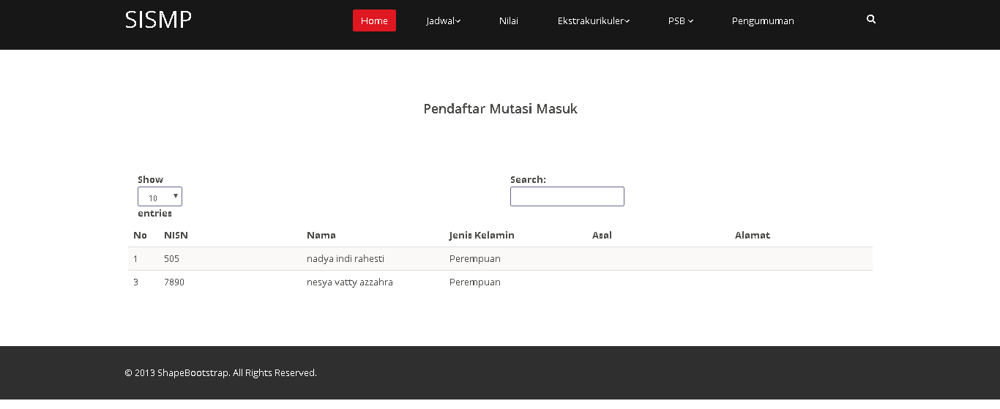 SISMP Home Jadwal Nilai Ekstrakurikuler PSB Pengumuman
Pendaftar Mutasi Masuk
Show
10
entries
Search:
No NISN Nama Jenis Kelamin Asal Alamat
1 505 nadya indi rahesti Perempuan
3 7890 nesya vatty azzahra Perempuan
© 2013 ShapeBootstrap. All Rights Reserved.